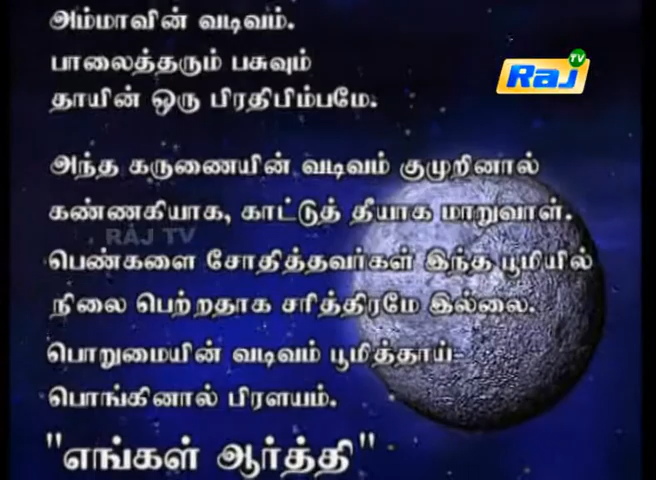 அம்மாவின் வடிவம்.
பாலைத்தரும் பசுவும்
தாயின் ஒரு பிரதிபிம்பமே.
Raj TV
அந்த கருணையின் வடிவம் குமுறினால்
கண்ணகியாக, காட்டுத் தீயாக மாறுவாள்.
RAJ TV
பெண்களை சோதித்தவர்கள் இந்த பூமியில்
நிலை பெற்றதாக சரித்திரமே இல்லை.
பொறுமையின் வடிவம் பூமித்தாய்-
பொங்கினால் பிரளயம்.
"எங்கள் ஆர்த்தி"